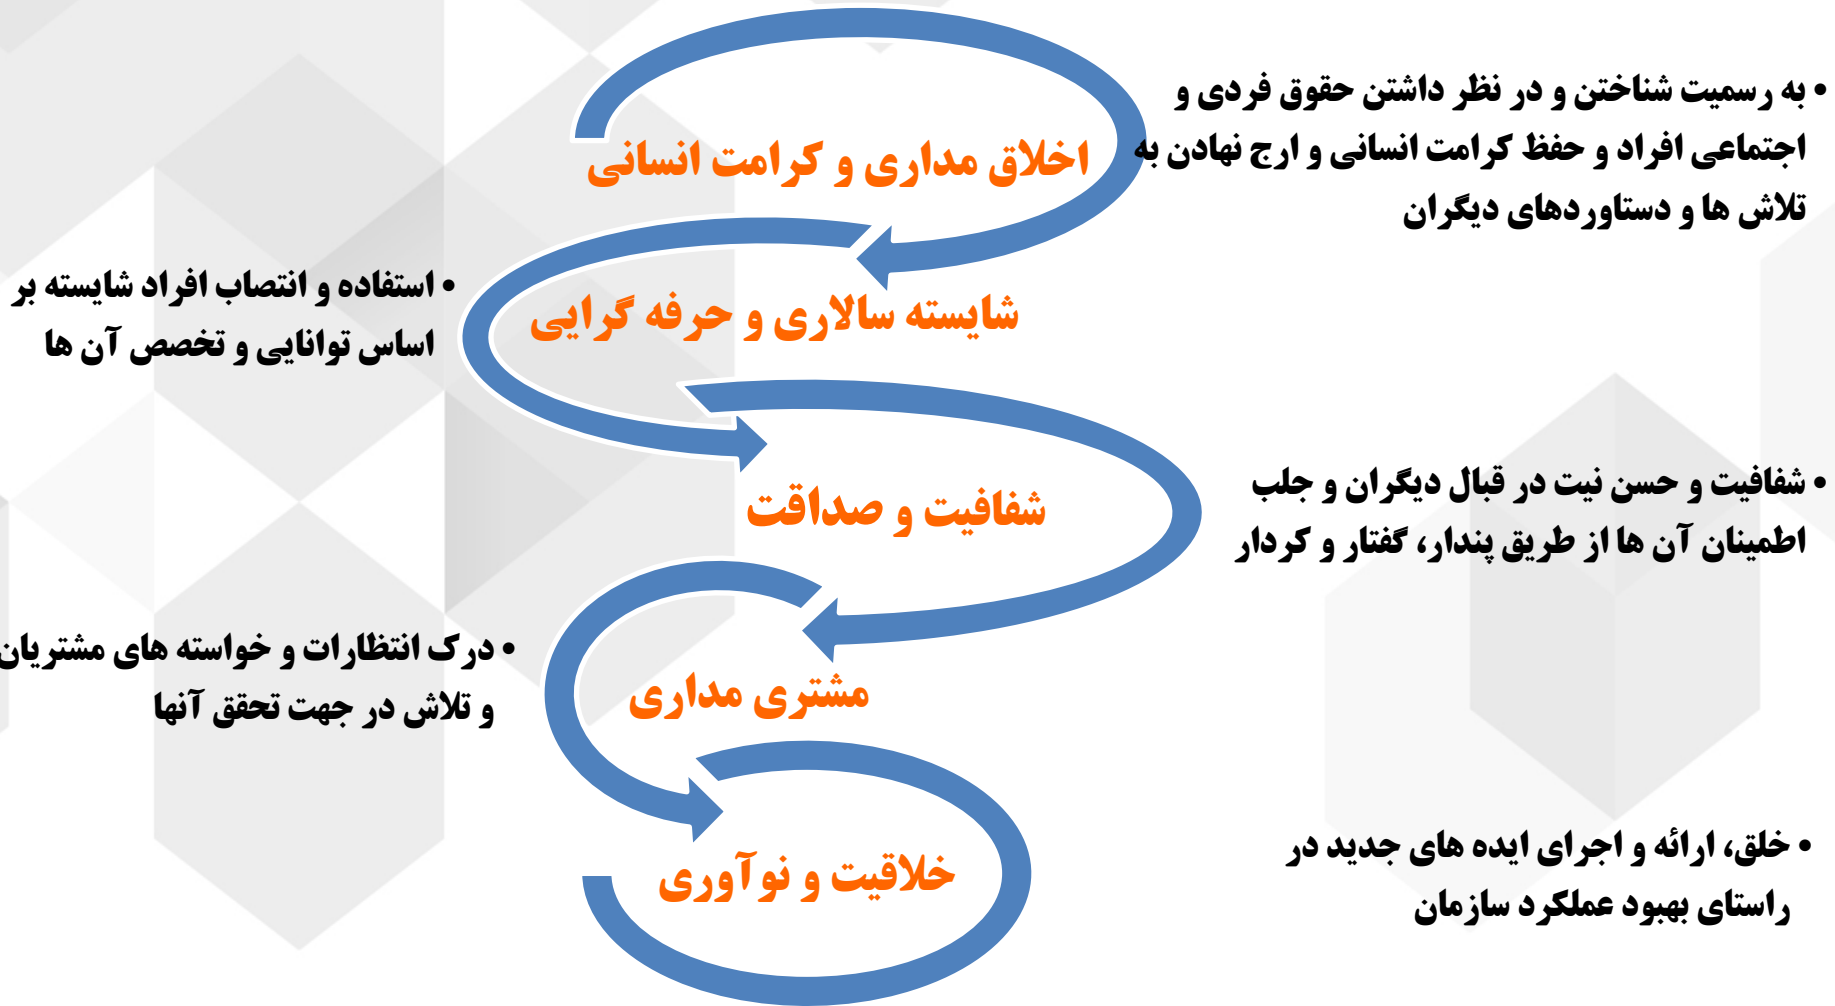 اخلاق مداری و کرامت انسانی
• به رسمیت شناختن و در نظر داشتن حقوق فردی و
اجتماعی افراد و حفظ کرامت انسانی و ارج نهادن به
تلاش ها و دستاوردهای دیگران
شایسته سالاری و حرفه گرایی
• استفاده و انتصاب افراد شایسته بر
اساس توانایی و تخصص آن ها
شفافیت و صداقت
• شفافیت و حسن نیت در قبال دیگران و جلب
اطمینان آن ها از طریق پندار، گفتار و کردار
مشتری مداری
• درک انتظارات و خواسته های مشتریان
و تلاش در جهت تحقق آنها
خلاقیت و نوآوری
• خلق، ارائه و اجرای ایده های جدید در
راستای بهبود عملکرد سازمان